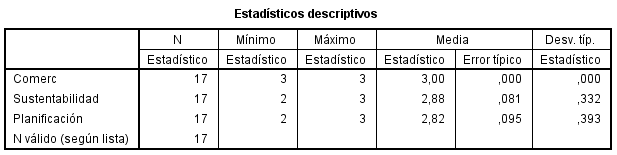 Estadísticos descriptivos
N Mínimo Máximo Media Desv. típ.
Estadístico Estadístico Estadístico Estadístico Error típico Estadístico
Comerc 17 3 3 3,00 ,000 ,000
Sustentabilidad 17 2 3 2,88 ,081 ,332
Planificación 17 2 3 2,82 ,095 ,393
N válido (según lista) 17